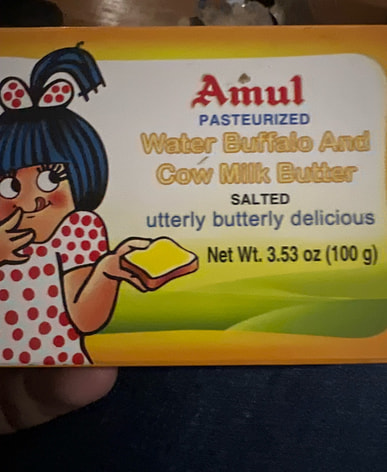 Amul
PASTEURIZED
Water Buffalo And
Cow Milk Butter
SALTED
utterly butterly delicious
Net Wt. 3.53 oz (100 g)